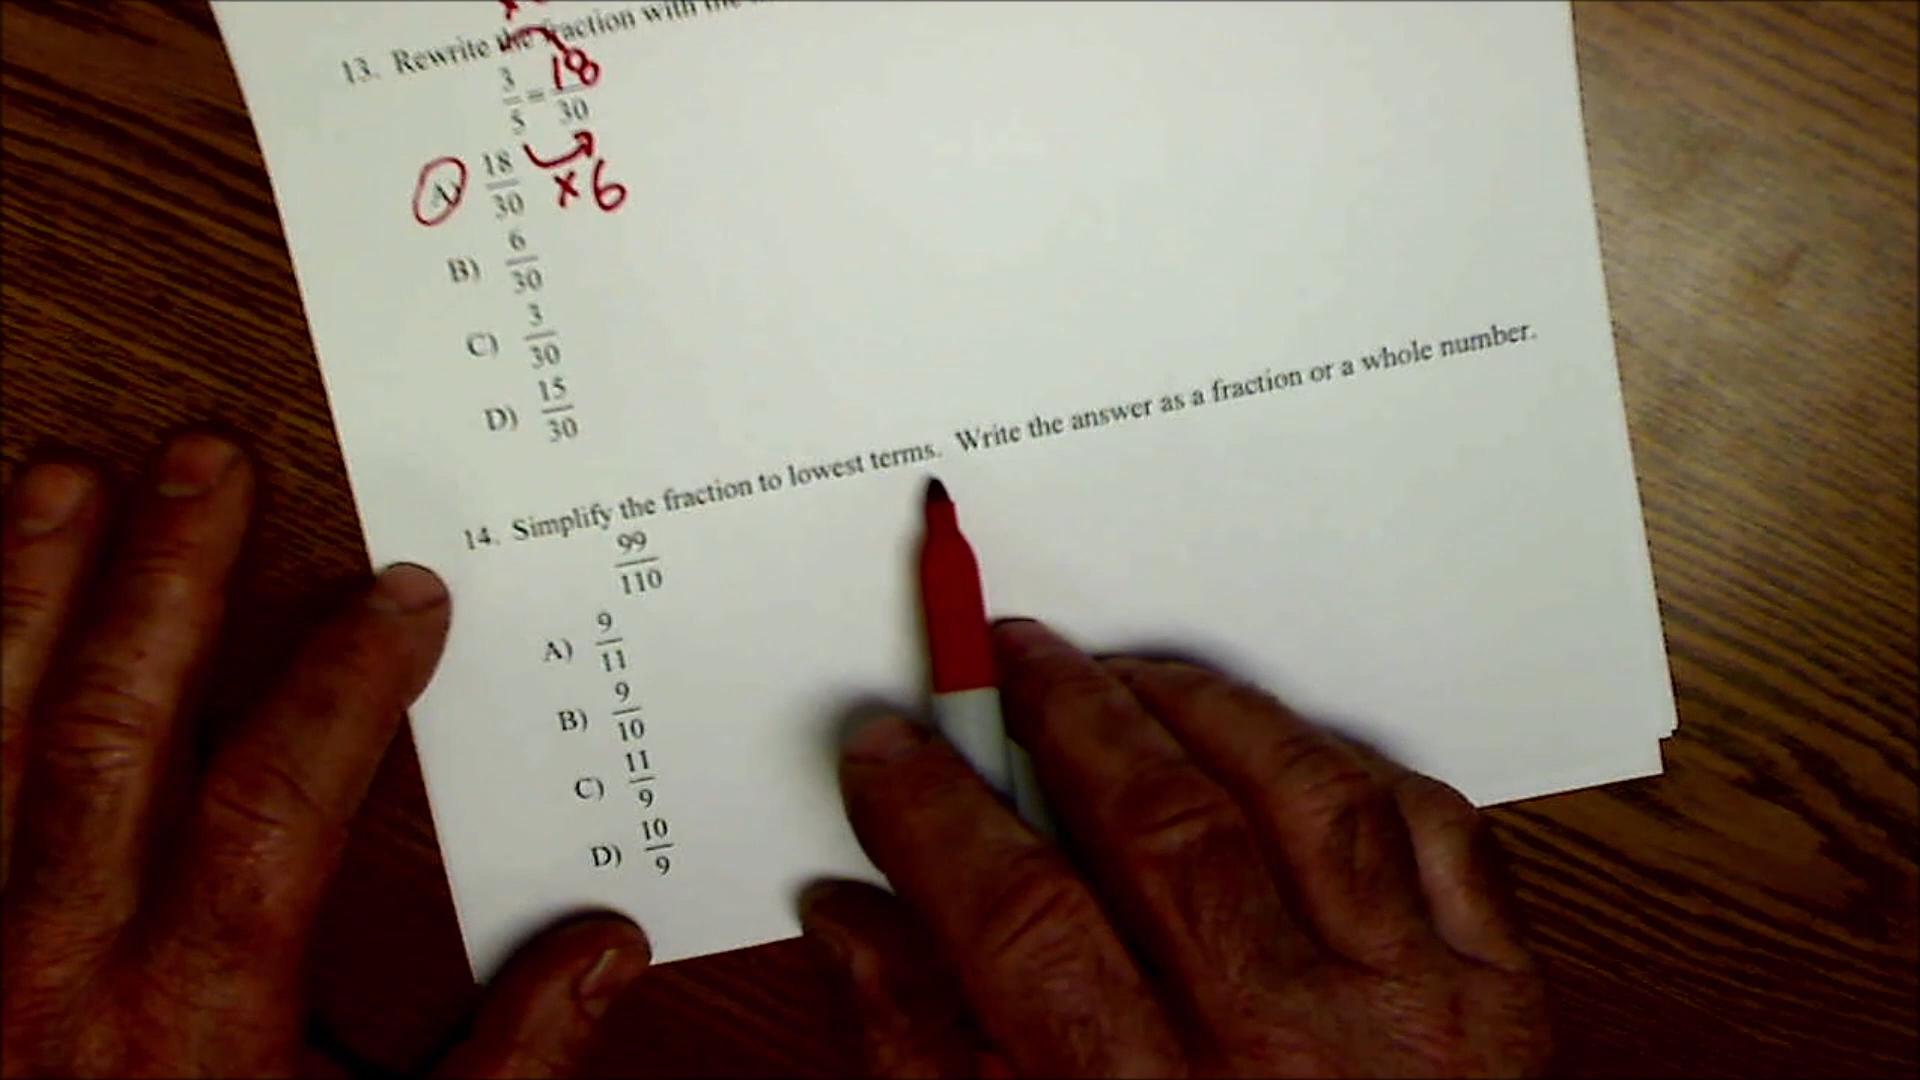 13. Rewrite the fraction with the
3/5 = 18/30
×6
A) 18/30
B) 6/30
C) 3/30
D) 15/30
14. Simplify the fraction to lowest terms. Write the answer as a fraction or a whole number.
99/110
A) 9/11
B) 9/10
C) 11/9
D) 10/9